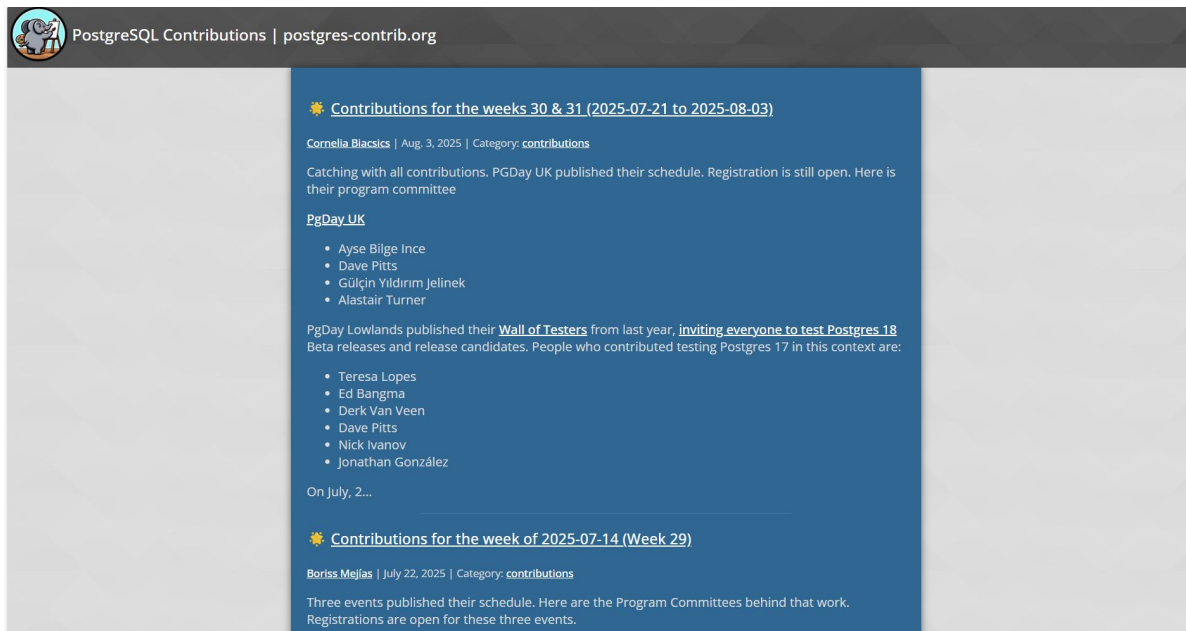 PostgreSQL Contributions | postgres-contrib.org
Contributions for the weeks 30 & 31 (2025-07-21 to 2025-08-03)
Cornelia Biacsics | Aug. 3, 2025 | Category: contributions
Catching with all contributions. PGDay UK published their schedule. Registration is still open. Here is
their program committee
PgDay UK
• Ayse Bilge Ince
• Dave Pitts
• Gülçin Yıldırım Jelinek
• Alastair Turner
PgDay Lowlands published their Wall of Testers from last year, inviting everyone to test Postgres 18
Beta releases and release candidates. People who contributed testing Postgres 17 in this context are:
• Teresa Lopes
• Ed Bangma
• Derk Van Veen
• Dave Pitts
• Nick Ivanov
• Jonathan González
On July, 2...
Contributions for the week of 2025-07-14 (Week 29)
Boriss Mejías | July 22, 2025 | Category: contributions
Three events published their schedule. Here are the Program Committees behind that work.
Registrations are open for these three events.